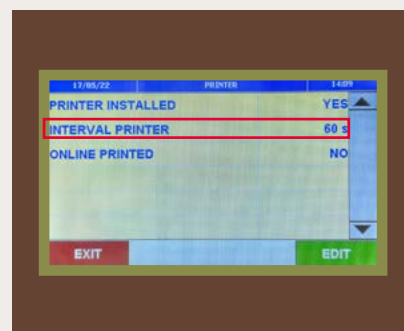 17/05/22 PRINTER 14:09
PRINTER INSTALLED YES
INTERVAL PRINTER 60 s
ONLINE PRINTED NO
EXIT EDIT